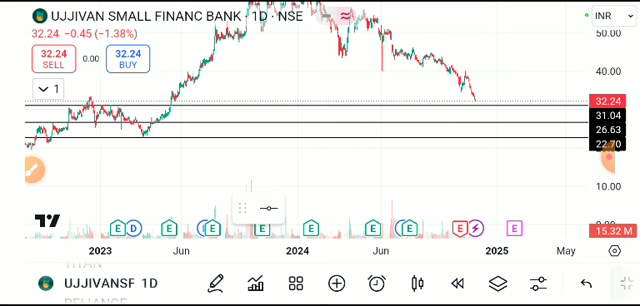 UJJIVAN SMALL FINANC BANK · 1D · NSE
INR
32.24 −0.45 (−1.38%)
50.00
32.24
SELL
0.00
32.24
BUY
40.00
1
32.24
31.04
26.63
22.70
10.00
15.32 M
E D E E E E E E E E
2023 Jun 2024 Jun 2025 May
TITAN
UJJIVANSF 1D
RELIANCE